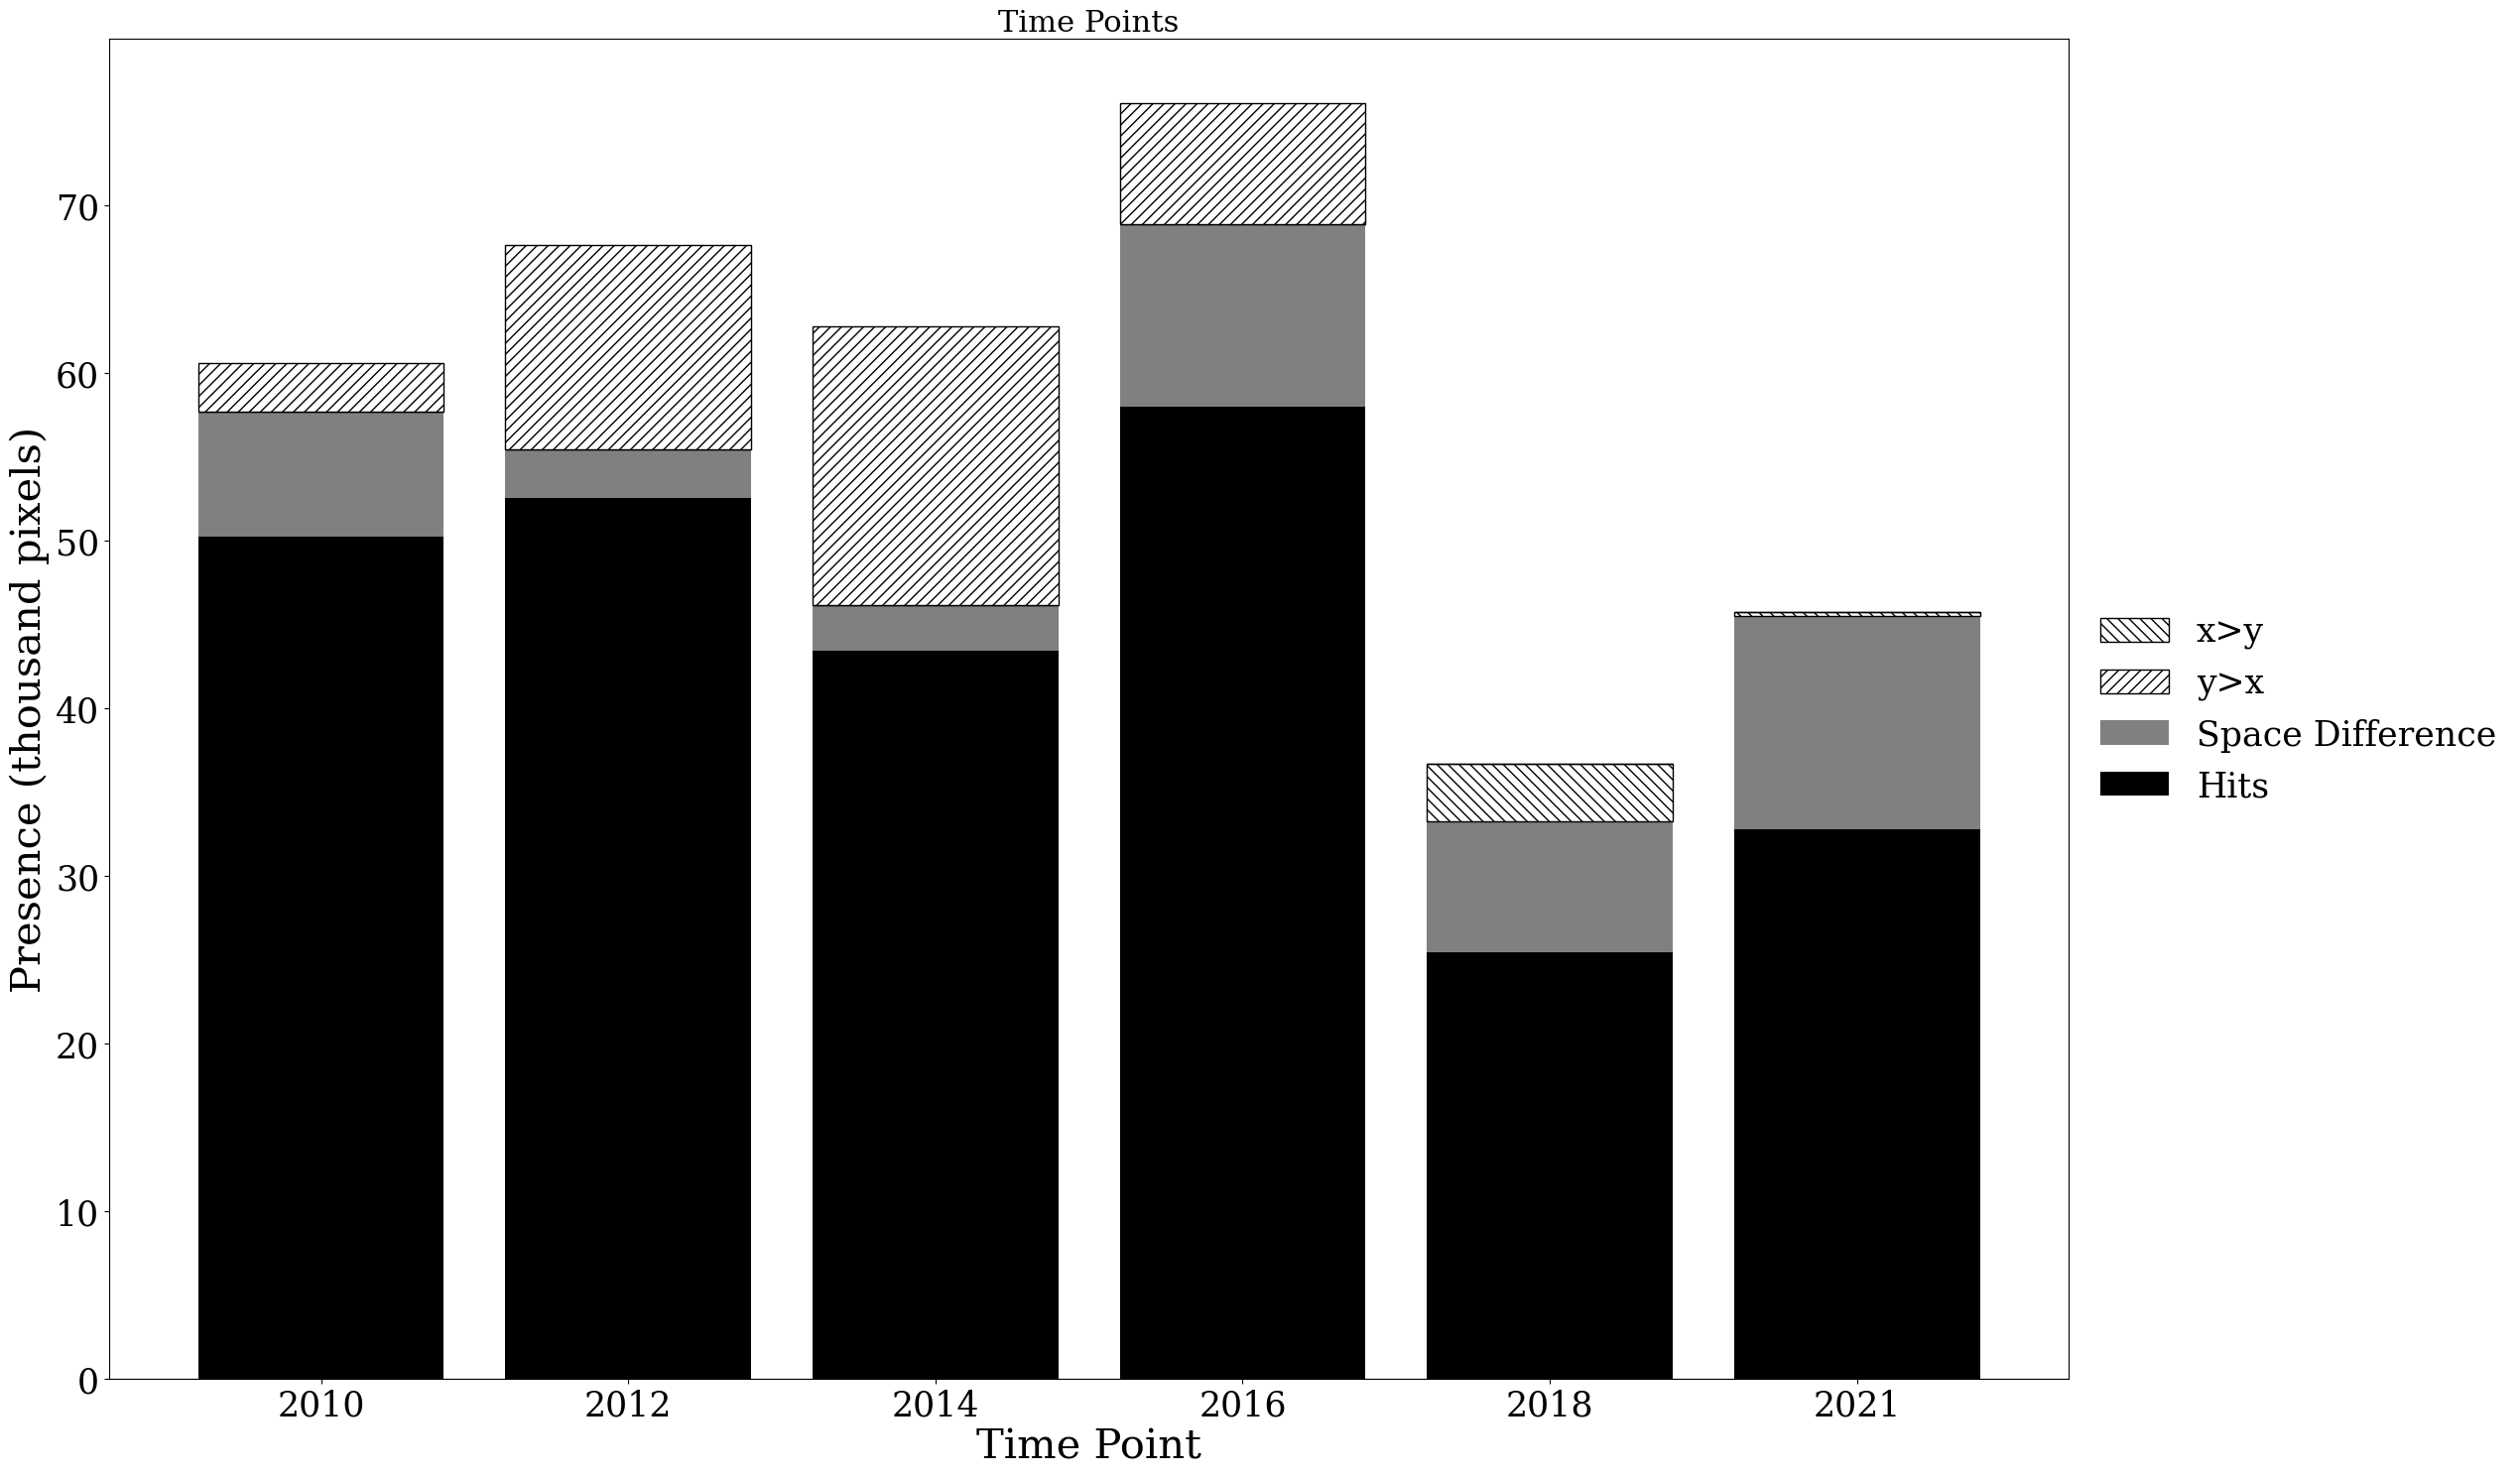 Time Points
Presence (thousand pixels)
70
60
50
40
30
20
10
0
2010 2012 2014 2016 2018 2021
Time Point
x>y
y>x
Space Difference
Hits